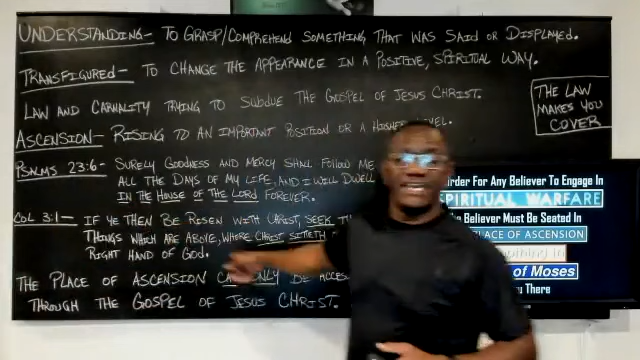 UNDERSTANDING- TO GRASP/COMPREHEND SOMETHING THAT WAS SAID OR DISPLAYED.
TRANSFIGURED- TO CHANGE THE APPEARANCE IN A POSITIVE, SPIRITUAL WAY.
LAW AND CARNALITY TRYING TO SUBDUE THE GOSPEL OF JESUS CHRIST.
ASCENSION- RISING TO AN IMPORTANT POSITION OR A HIGHER LEVEL.
PSALMS 23:6- SURELY GOODNESS AND MERCY SHALL FOLLOW ME
ALL THE DAYS OF MY LIFE, AND I WILL DWELL
IN THE HOUSE OF THE LORD FOREVER.
COL 3:1- IF YE THEN BE RISEN WITH CHRIST, SEEK
THINGS WHICH ARE ABOVE, WHERE CHRIST SITTETH
RIGHT HAND OF GOD.
THE PLACE OF ASCENSION CAN ONLY BE
THROUGH THE GOSPEL OF JESUS CHRIST.
THE LAW
MAKES YOU
COVER
For Any Believer To Engage In
SPIRITUAL WARFARE
Believer Must be Seated in
PLACE OF ASCENSION
of Moses
There